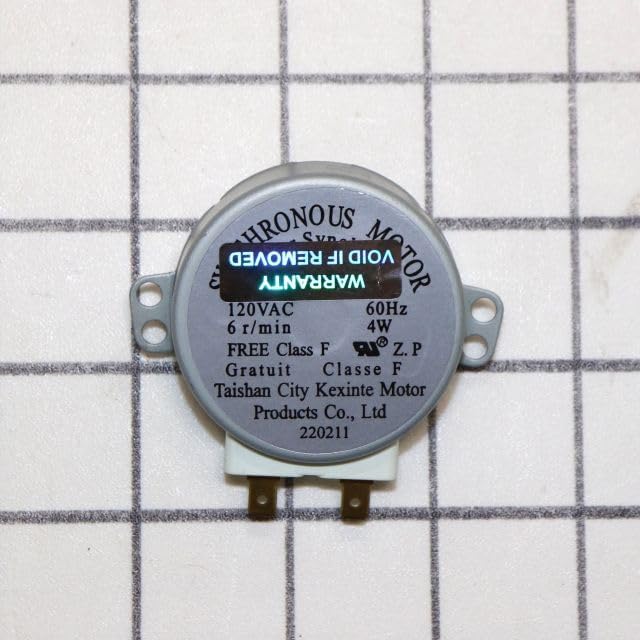 SYNCHRONOUS MOTOR
VOID IF REMOVED
WARRANTY
120VAC 60Hz
6 r/min 4W
FREE Class F ® Z.P
Gratuit Classe F
Taishan City Kexinte Motor
Products Co., Ltd
220211